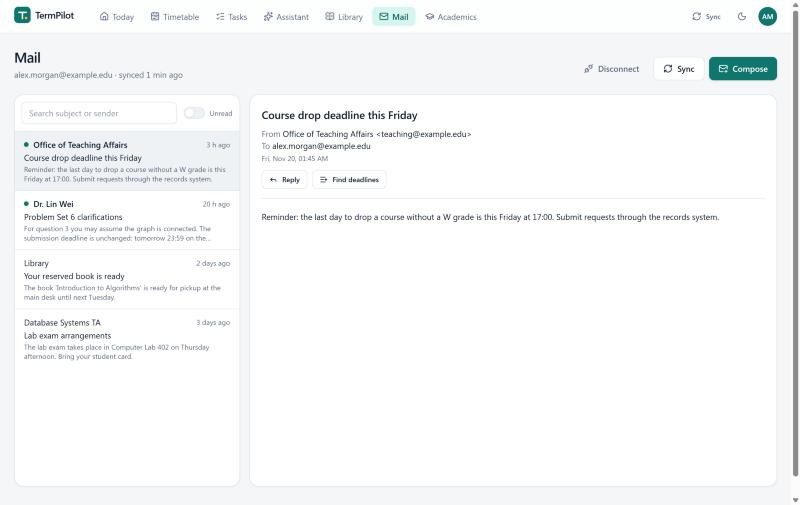 TermPilot
Today
Timetable
Tasks
Assistant
Library
Mail
Academics
Sync
AM
Mail
alex.morgan@example.edu · synced 1 min ago
Disconnect
Sync
Compose
Search subject or sender
Unread
Office of Teaching Affairs
3 h ago
Course drop deadline this Friday
Reminder: the last day to drop a course without a W grade is this
Friday at 17:00. Submit requests through the records system.
Dr. Lin Wei
20 h ago
Problem Set 6 clarifications
For question 3 you may assume the graph is connected. The
submission deadline is unchanged: tomorrow 23:59 on the...
Library
2 days ago
Your reserved book is ready
The book 'Introduction to Algorithms' is ready for pickup at the
main desk until next Tuesday.
Database Systems TA
3 days ago
Lab exam arrangements
The lab exam takes place in Computer Lab 402 on Thursday
afternoon. Bring your student card.
Course drop deadline this Friday
From Office of Teaching Affairs <teaching@example.edu>
To alex.morgan@example.edu
Fri, Nov 20, 01:45 AM
Reply
Find deadlines
Reminder: the last day to drop a course without a W grade is this Friday at 17:00. Submit requests through the records system.